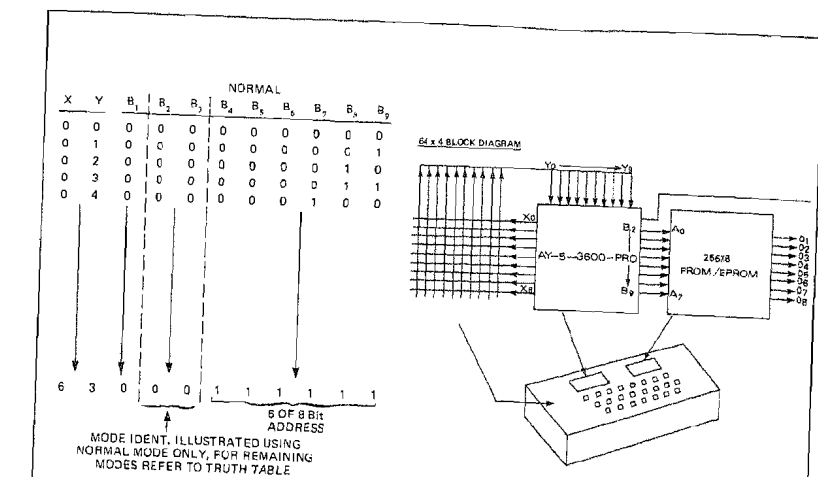 NORMAL
X Y B1 B2 B3 B4 B5 B6 B7 B8 B9
0 0 0 0 0 0 0 0 0 0 0
0 1 0 0 0 0 0 0 0 0 1
0 2 0 0 0 0 0 0 0 1 0
0 3 0 0 0 0 0 0 0 1 1
0 4 0 0 0 0 0 0 1 0 0
6 3 0 0 0 1 1 1 1 1 1
6 OF 8 Bit
ADDRESS
MODE IDENT. ILLUSTRATED USING
NORMAL MODE ONLY, FOR REMAINING
MODES REFER TO TRUTH TABLE
64 x 4 BLOCK DIAGRAM
Y0 Y9
X0
X8
AY-5-3600-PRO
B2
B9
A0
A7
256X8
PROM/EPROM
O1
O2
O3
O4
O5
O6
O7
O8